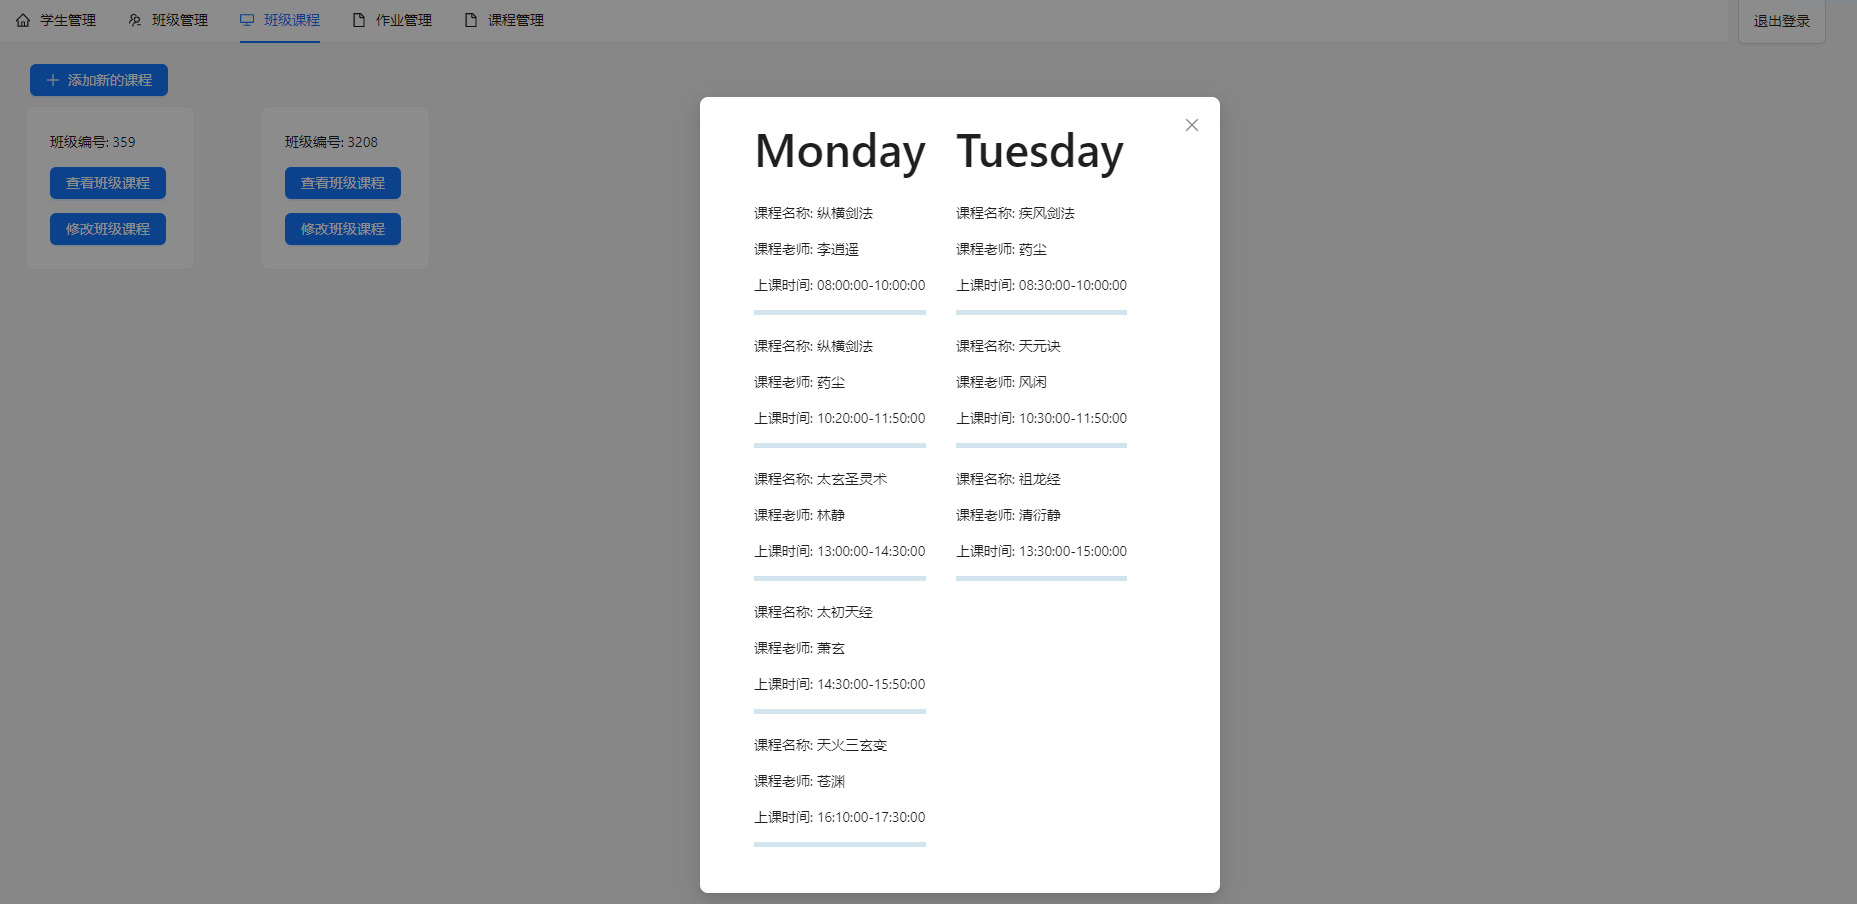 学生管理 班级管理 班级课程 作业管理 课程管理 退出登录
添加新的课程
班级编号: 359
查看班级课程
修改班级课程
班级编号: 3208
查看班级课程
修改班级课程
Monday
课程名称: 纵横剑法
课程老师: 李逍遥
上课时间: 08:00:00-10:00:00
课程名称: 纵横剑法
课程老师: 药尘
上课时间: 10:20:00-11:50:00
课程名称: 太玄圣灵术
课程老师: 林静
上课时间: 13:00:00-14:30:00
课程名称: 太初天经
课程老师: 萧玄
上课时间: 14:30:00-15:50:00
课程名称: 天火三玄变
课程老师: 苍渊
上课时间: 16:10:00-17:30:00
Tuesday
课程名称: 疾风剑法
课程老师: 药尘
上课时间: 08:30:00-10:00:00
课程名称: 天元诀
课程老师: 风闲
上课时间: 10:30:00-11:50:00
课程名称: 祖龙经
课程老师: 清衍静
上课时间: 13:30:00-15:00:00